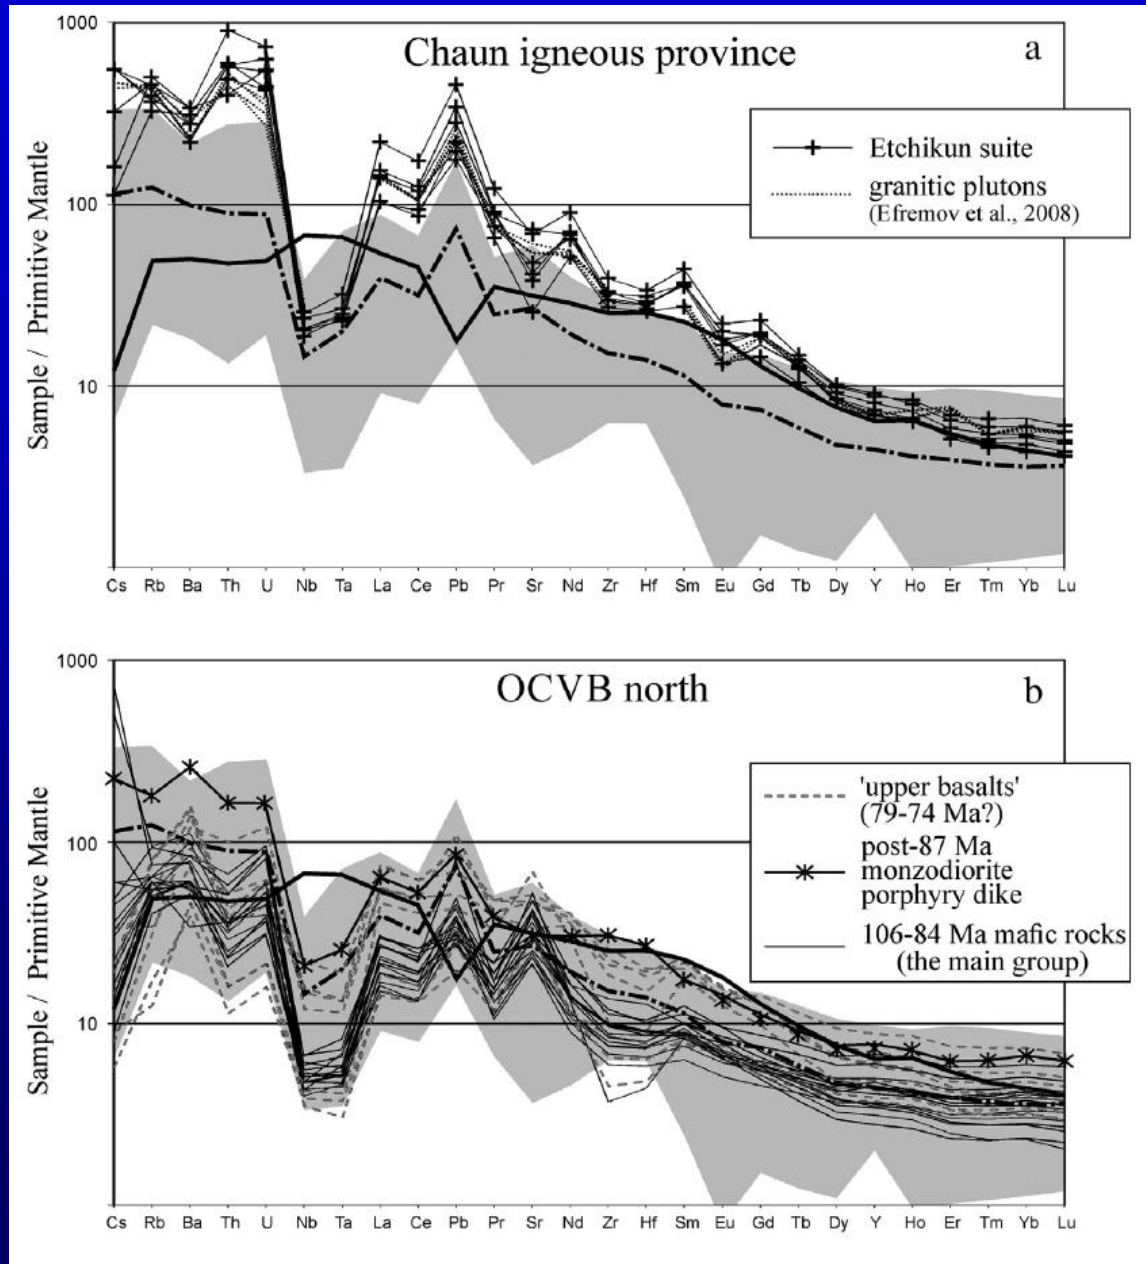 1000
100
10
Sample / Primitive Mantle
Chaun igneous province
a
Etchikun suite
granitic plutons
(Efremov et al., 2008)
Cs Rb Ba Th U Nb Ta La Ce Pb Pr Sr Nd Zr Hf Sm Eu Gd Tb Dy Y Ho Er Tm Yb Lu
1000
100
10
Sample / Primitive Mantle
OCVB north
b
'upper basalts'
(79-74 Ma?)
post-87 Ma
monzodiorite
porphyry dike
106-84 Ma mafic rocks
(the main group)
Cs Rb Ba Th U Nb Ta La Ce Pb Pr Sr Nd Zr Hf Sm Eu Gd Tb Dy Y Ho Er Tm Yb Lu